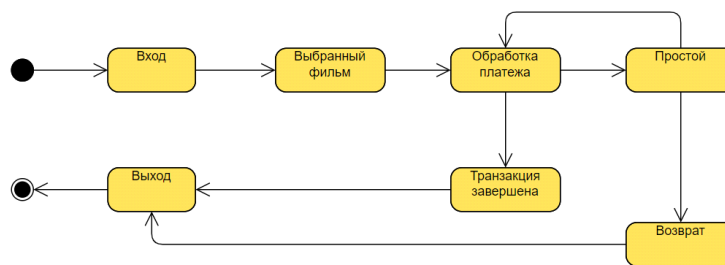 Вход
Выбранный
фильм
Обработка
платежа
Простой
Выход
Транзакция
завершена
Возврат